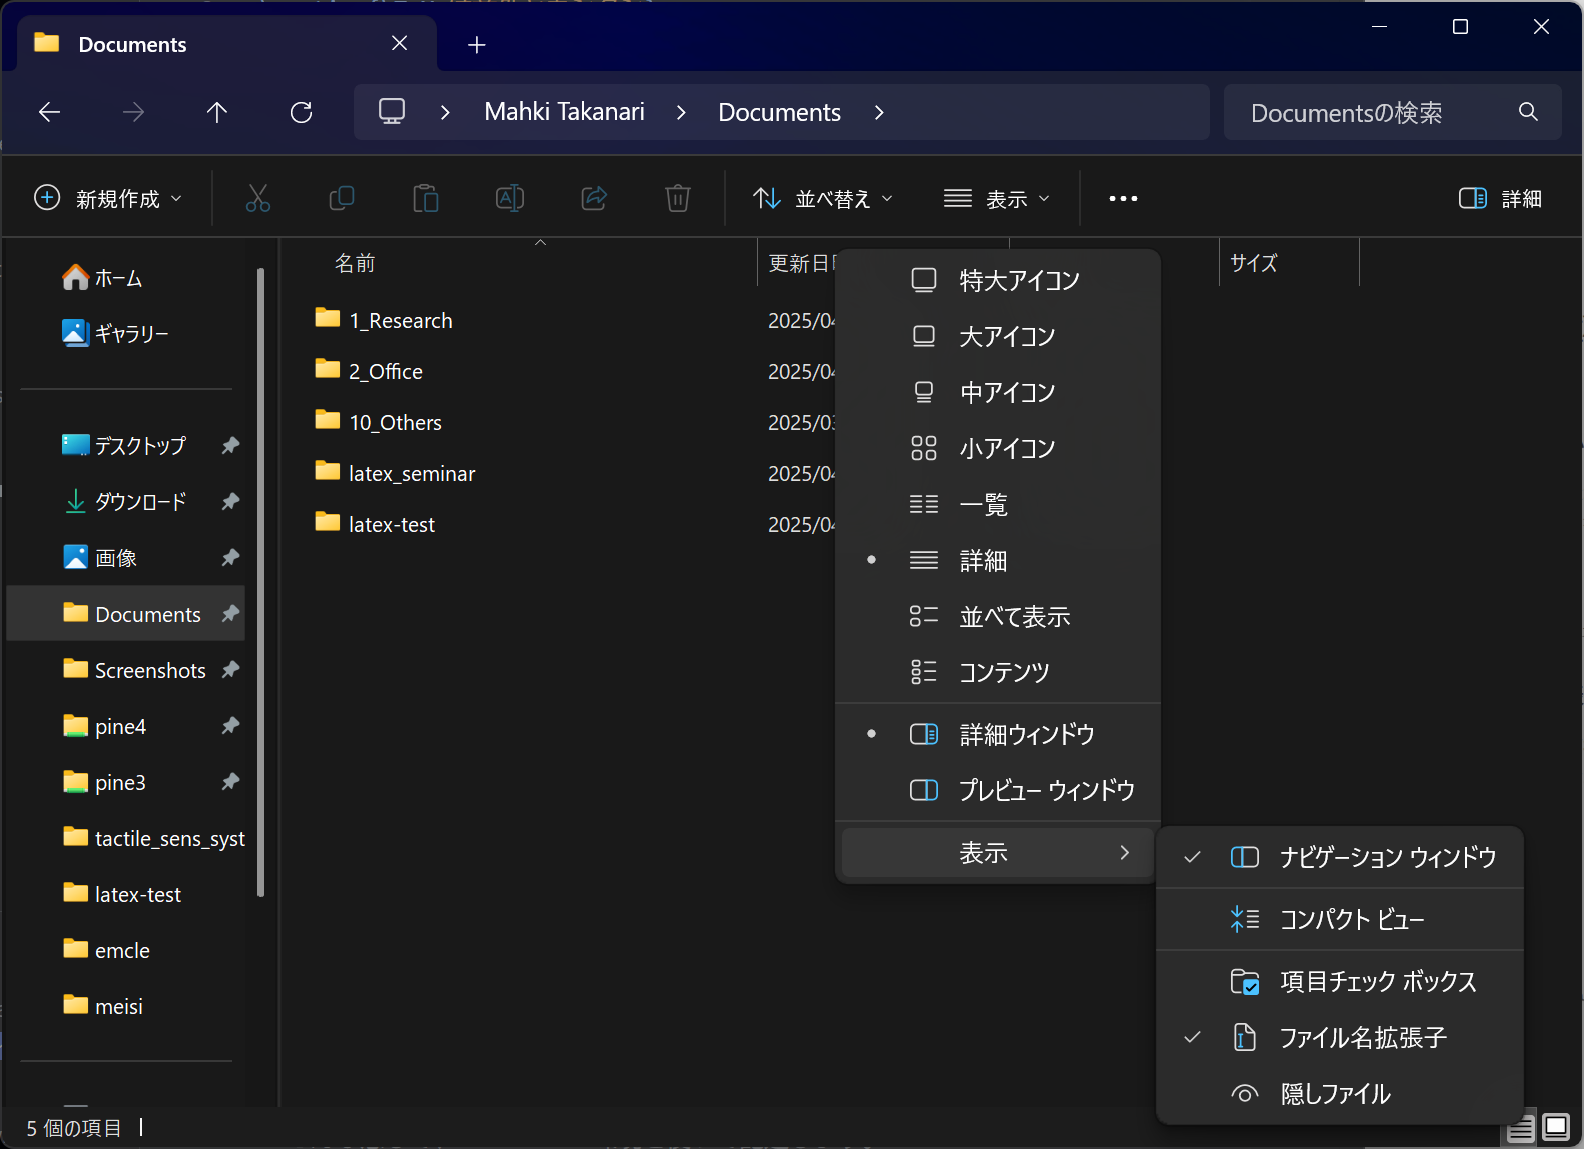 Documents
Mahki Takanari
Documents
Documentsの検索
新規作成
並べ替え
表示
詳細
名前
更新日
サイズ
ホーム
ギャラリー
デスクトップ
ダウンロード
画像
Documents
Screenshots
pine4
pine3
tactile_sens_syst
latex-test
emcle
meisi
1_Research
2025/04
2_Office
2025/04
10_Others
2025/03
latex_seminar
2025/04
latex-test
2025/04
特大アイコン
大アイコン
中アイコン
小アイコン
一覧
詳細
並べて表示
コンテンツ
詳細ウィンドウ
プレビュー ウィンドウ
表示
ナビゲーション ウィンドウ
コンパクト ビュー
項目チェック ボックス
ファイル名拡張子
隠しファイル
5 個の項目